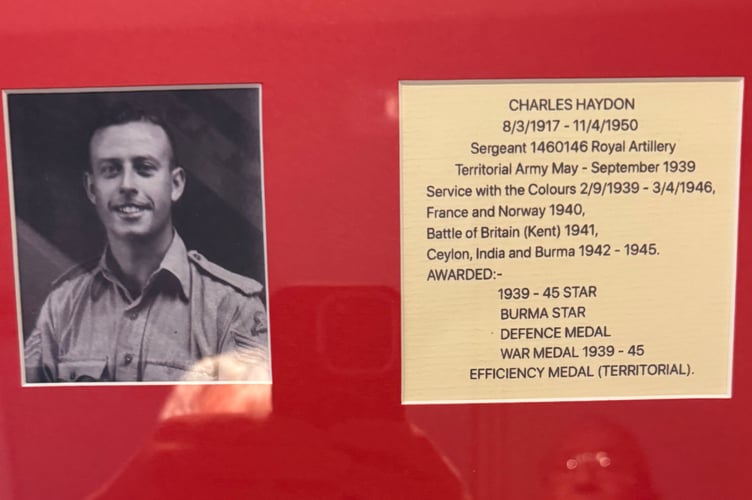 CHARLES HAYDON
8/3/1917 - 11/4/1950
Sergeant 1460146 Royal Artillery
Territorial Army May - September 1939
Service with the Colours 2/9/1939 - 3/4/1946,
France and Norway 1940,
Battle of Britain (Kent) 1941,
Ceylon, India and Burma 1942 - 1945.
AWARDED:-
1939 - 45 STAR
BURMA STAR
DEFENCE MEDAL
WAR MEDAL 1939 - 45
EFFICIENCY MEDAL (TERRITORIAL).